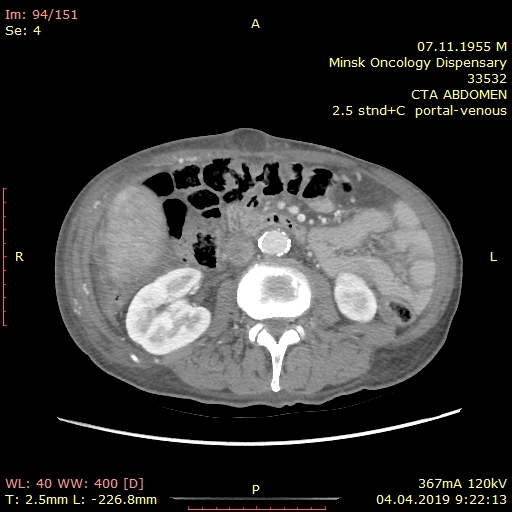 Im: 94/151
Se: 4
A
07.11.1955 M
Minsk Oncology Dispensary
33532
CTA ABDOMEN
2.5 stnd+C portal-venous
R
L
WL: 40 WW: 400 [D]
T: 2.5mm L: -226.8mm
P
367mA 120kV
04.04.2019 9:22:13